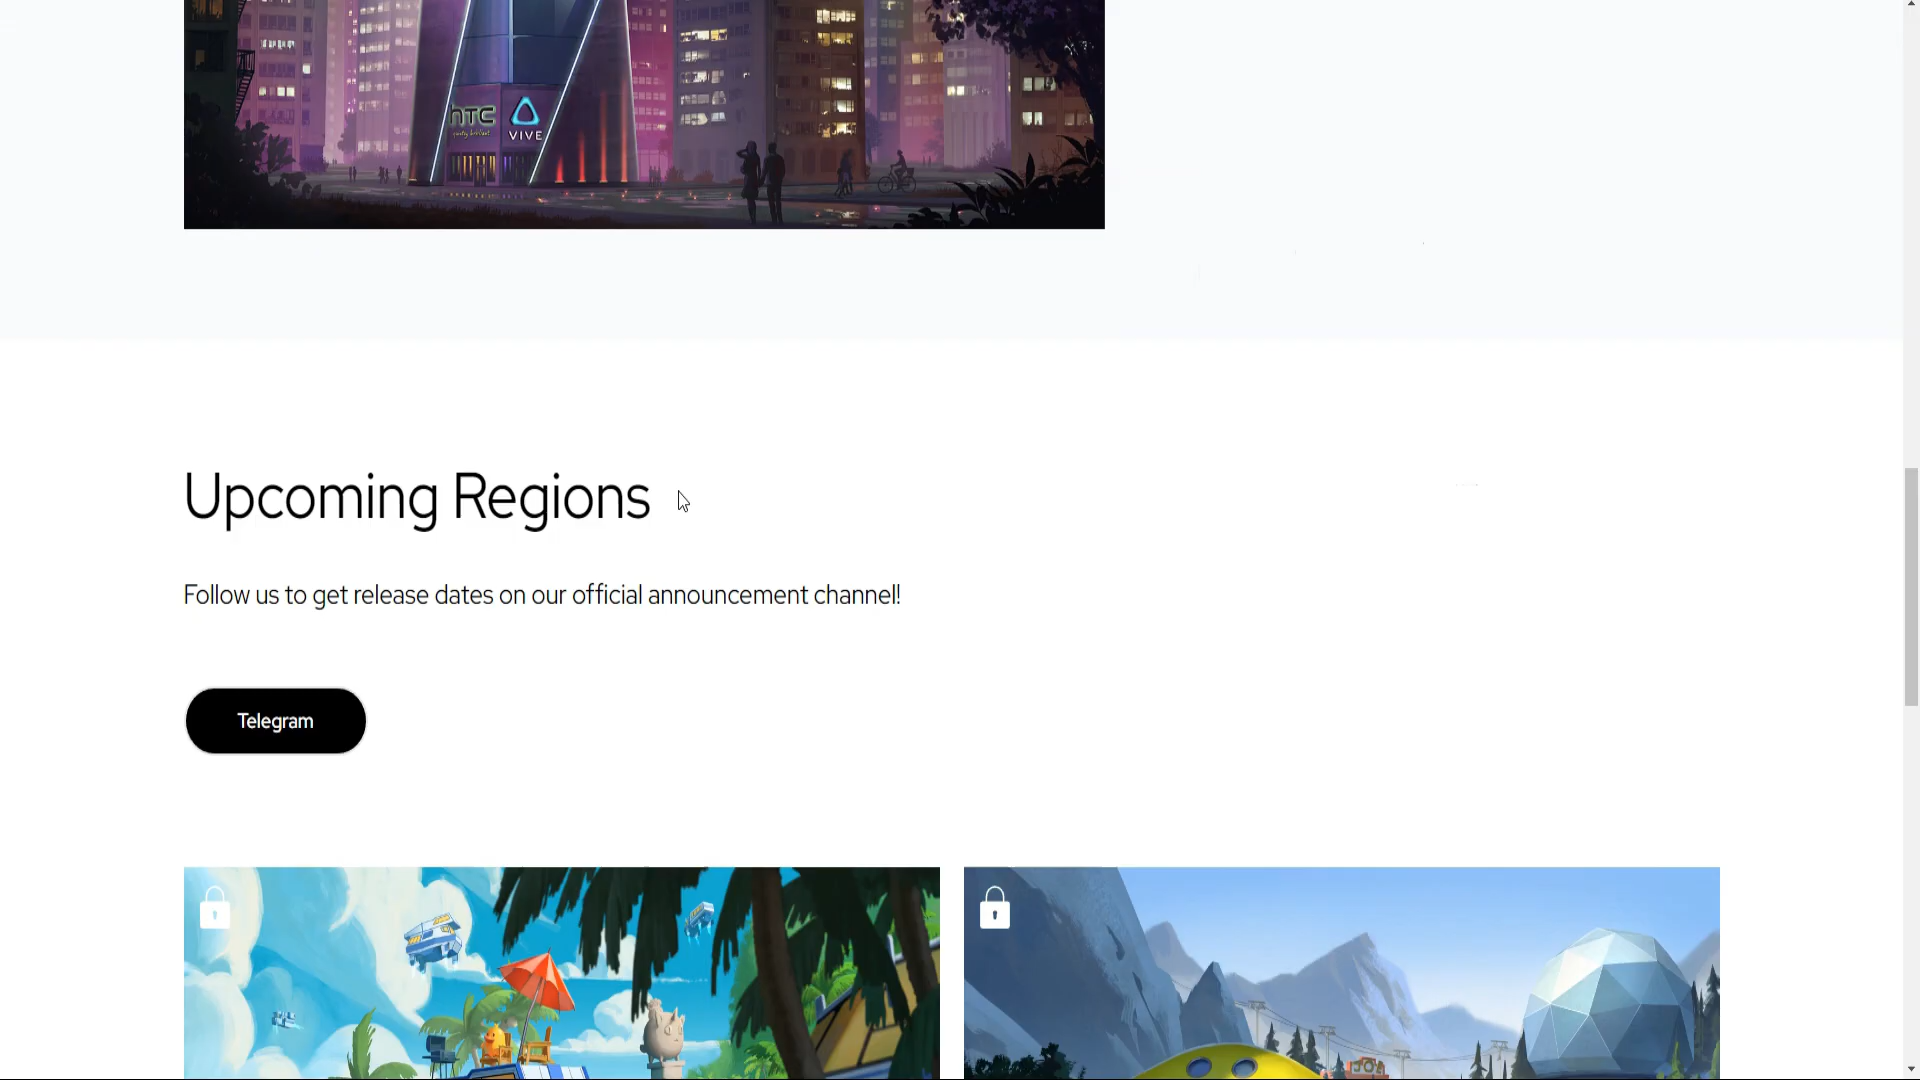 hTC
VIVE
Upcoming Regions
Follow us to get release dates on our official announcement channel!
Telegram